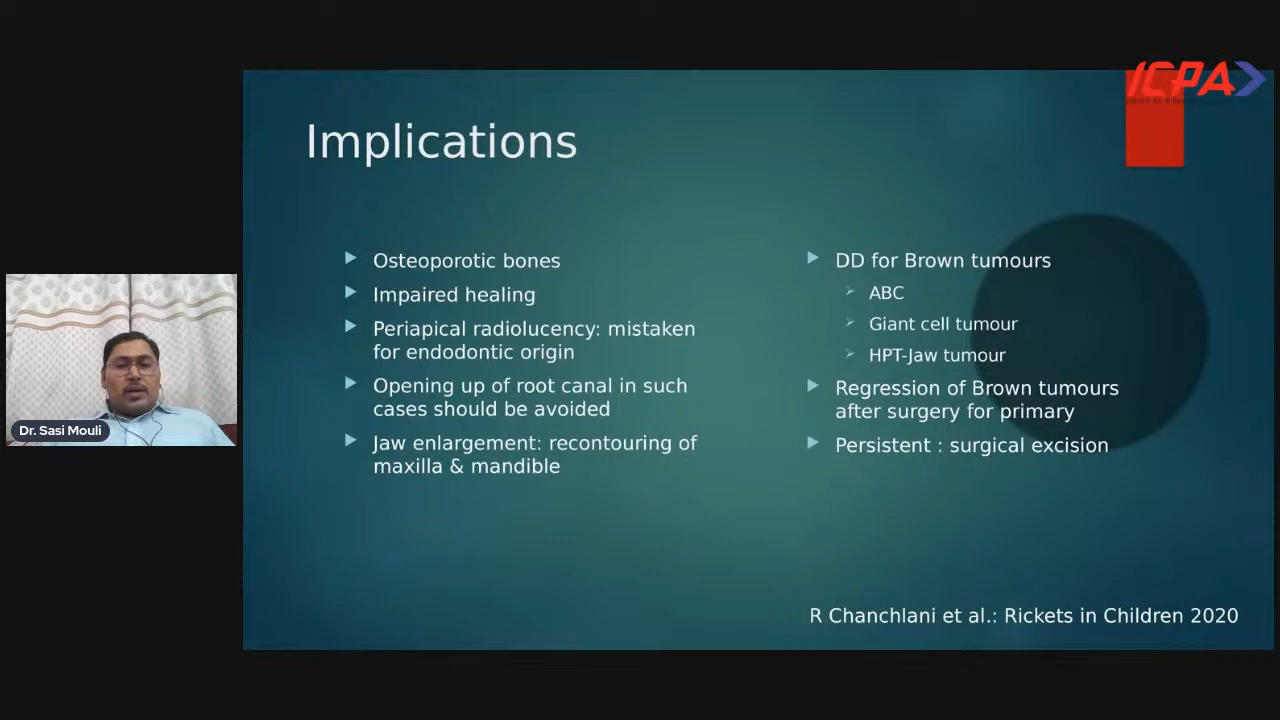 ICPA
Implications
Osteoporotic bones
Impaired healing
Periapical radiolucency: mistaken
for endodontic origin
Opening up of root canal in such
cases should be avoided
Jaw enlargement: recontouring of
maxilla & mandible
DD for Brown tumours
ABC
Giant cell tumour
HPT-Jaw tumour
Regression of Brown tumours
after surgery for primary
Persistent : surgical excision
Dr. Sasi Mouli
R Chanchlani et al.: Rickets in Children 2020